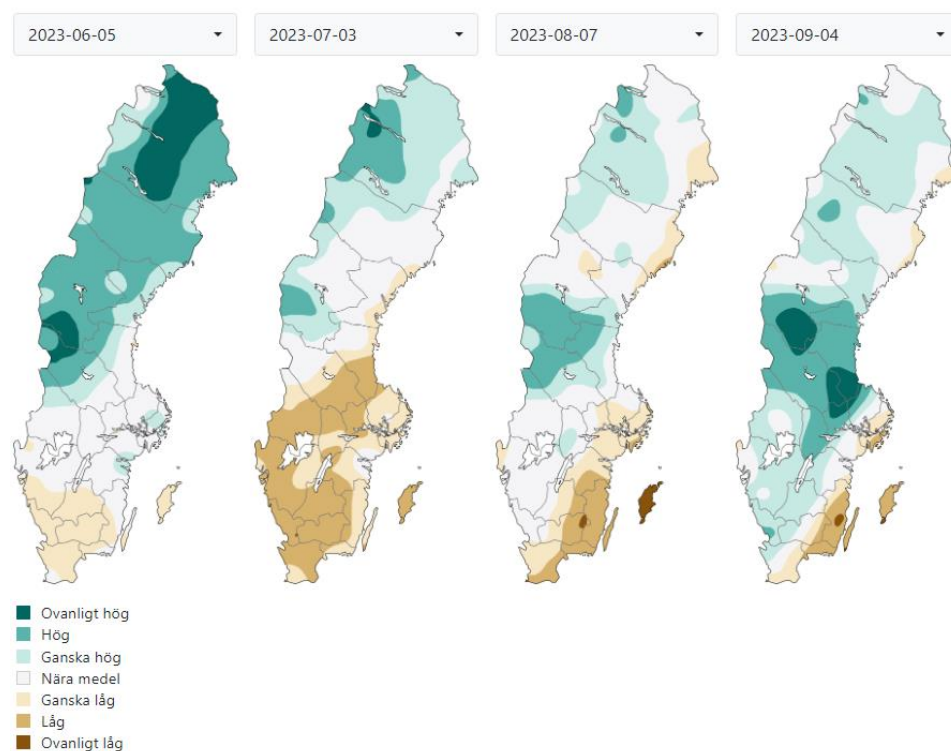 2023-06-05
2023-07-03
2023-08-07
2023-09-04
Ovanligt hög
Hög
Ganska hög
Nära medel
Ganska låg
Låg
Ovanligt låg